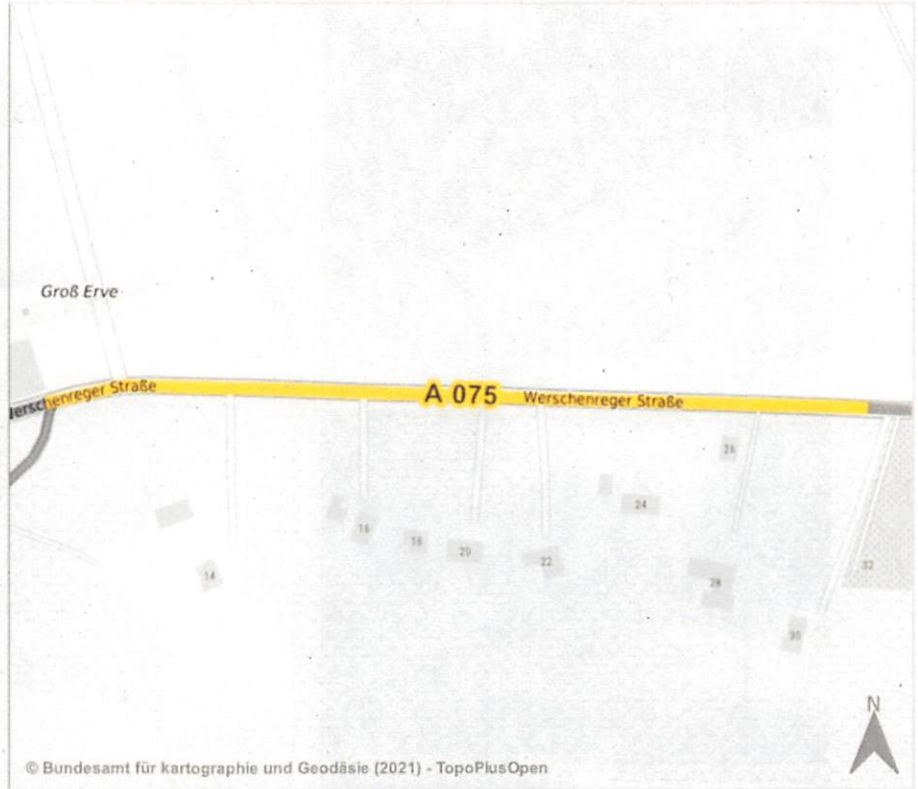 Groß Erve
Werschenreger Straße
A 075
Werschenreger Straße
26
24
16
18
20
22
14
28
32
30
N
© Bundesamt für kartographie und Geodäsie (2021) - TopoPlusOpen